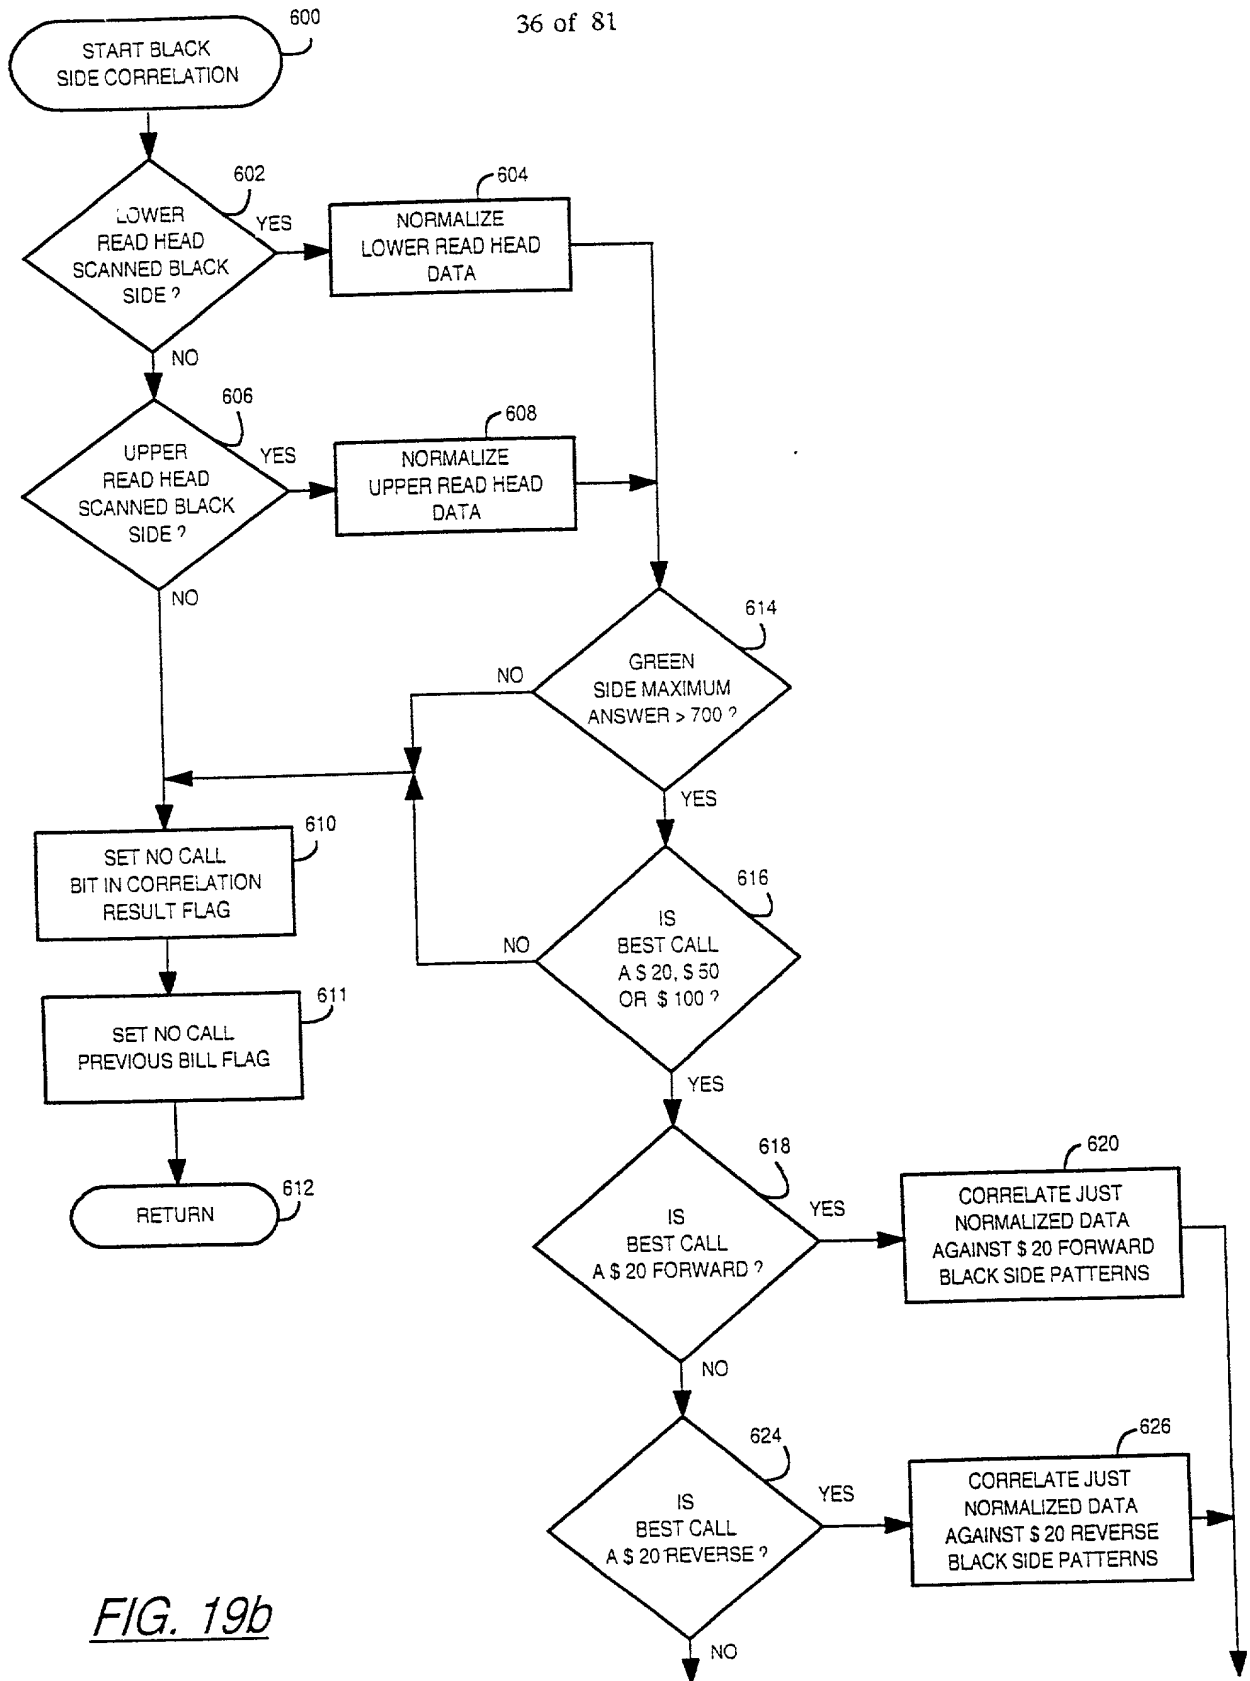 36 of 81
600
START BLACK
SIDE CORRELATION
602
LOWER
READ HEAD
SCANNED BLACK
SIDE ?
YES
604
NORMALIZE
LOWER READ HEAD
DATA
NO
606
UPPER
READ HEAD
SCANNED BLACK
SIDE ?
YES
608
NORMALIZE
UPPER READ HEAD
DATA
NO
614
GREEN
SIDE MAXIMUM
ANSWER > 700 ?
NO
YES
610
SET NO CALL
BIT IN CORRELATION
RESULT FLAG
616
IS
BEST CALL
A $ 20, $ 50
OR $ 100 ?
NO
YES
611
SET NO CALL
PREVIOUS BILL FLAG
612
RETURN
618
IS
BEST CALL
A $ 20 FORWARD ?
YES
620
CORRELATE JUST
NORMALIZED DATA
AGAINST $ 20 FORWARD
BLACK SIDE PATTERNS
NO
624
IS
BEST CALL
A $ 20 REVERSE ?
YES
626
CORRELATE JUST
NORMALIZED DATA
AGAINST $ 20 REVERSE
BLACK SIDE PATTERNS
NO
FIG. 19b